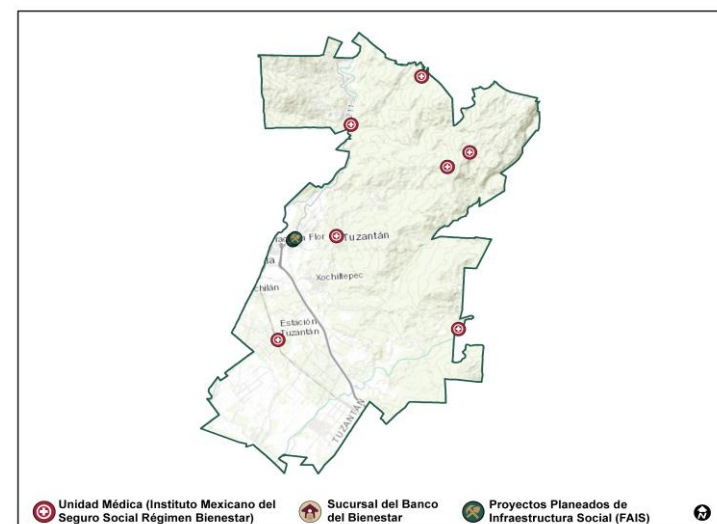 Flor
Tuzantán
Xochiltepec
Estación
Tuzantán
TUZANTÁN
Unidad Médica (Instituto Mexicano del
Seguro Social Régimen Bienestar)
Sucursal del Banco
del Bienestar
Proyectos Planeados de
Infraestructura Social (FAIS)